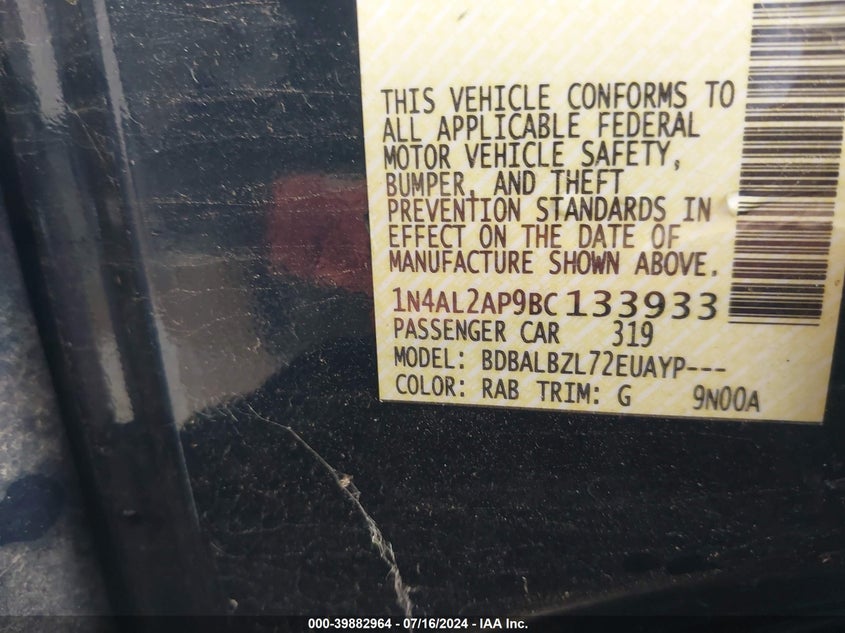 THIS VEHICLE CONFORMS TO
ALL APPLICABLE FEDERAL
MOTOR VEHICLE SAFETY,
BUMPER, AND THEFT
PREVENTION STANDARDS IN
EFFECT ON THE DATE OF
MANUFACTURE SHOWN ABOVE.
1N4AL2AP9BC133933
PASSENGER CAR 319
MODEL: BDBALBZL72EUAYP---
COLOR: RAB TRIM: G 9N00A
000-39882964 - 07/16/2024 - IAA Inc.